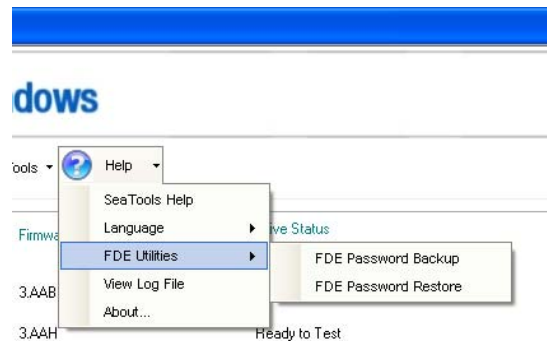 dows
ools Help
SeaTools Help
Language
Firmwa ive Status
FDE Utilities
FDE Password Backup
View Log File
FDE Password Restore
3.AAB
About...
3.AAH Ready to Test